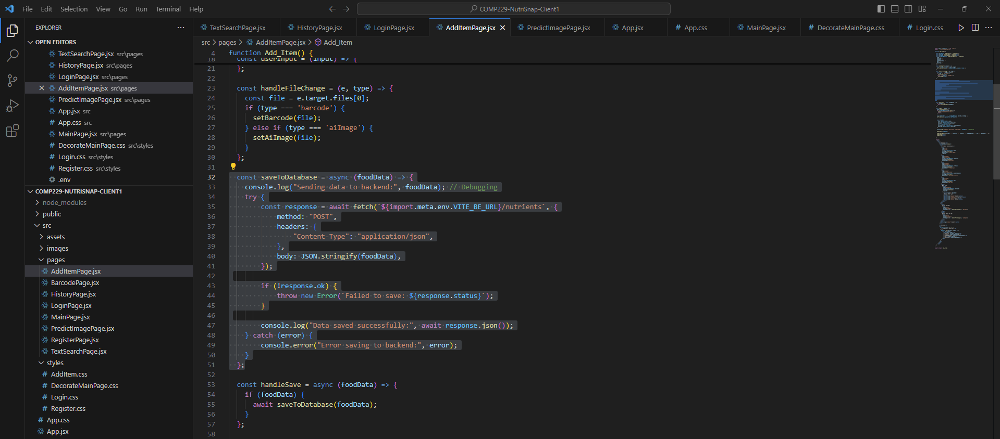 File Edit Selection View Go Run Terminal Help
COMP229-NutriSnap-Client1
EXPLORER
OPEN EDITORS
TextSearchPage.jsx src\pages
HistoryPage.jsx src\pages
LoginPage.jsx src\pages
AddItemPage.jsx src\pages
PredictImagePage.jsx src\pages
App.jsx src
App.css src
MainPage.jsx src\pages
DecorateMainPage.css src\styles
Login.css src\styles
Register.css src\styles
.env
COMP229-NUTRISNAP-CLIENT1
node_modules
public
src
assets
images
pages
AddItemPage.jsx
BarcodePage.jsx
HistoryPage.jsx
LoginPage.jsx
MainPage.jsx
PredictImagePage.jsx
RegisterPage.jsx
TextSearchPage.jsx
styles
AddItem.css
DecorateMainPage.css
Login.css
Register.css
App.css
App.jsx
TextSearchPage.jsx HistoryPage.jsx LoginPage.jsx AddItemPage.jsx PredictImagePage.jsx App.jsx App.css MainPage.jsx DecorateMainPage.css Login.css
src > pages > AddItemPage.jsx > Add_Item
4 function Add_Item() {
18 const userInput = (input) => {
21 };
22
23 const handleFileChange = (e, type) => {
24 const file = e.target.files[0];
25 if (type === 'barcode') {
26 setBarcode(file);
27 } else if (type === 'aiImage') {
28 setAiImage(file);
29 }
30 };
31
32 const saveToDatabase = async (foodData) => {
33 console.log("Sending data to backend:", foodData); // Debugging
34 try {
35 const response = await fetch(`${import.meta.env.VITE_BE_URL}/nutrients`, {
36 method: "POST",
37 headers: {
38 "Content-Type": "application/json",
39 },
40 body: JSON.stringify(foodData),
41 });
42
43 if (!response.ok) {
44 throw new Error(`Failed to save: ${response.status}`);
45 }
46
47 console.log("Data saved successfully:", await response.json());
48 } catch (error) {
49 console.error("Error saving to backend:", error);
50 }
51 };
52
53 const handleSave = async (foodData) => {
54 if (foodData) {
55 await saveToDatabase(foodData);
56 }
57 };
58